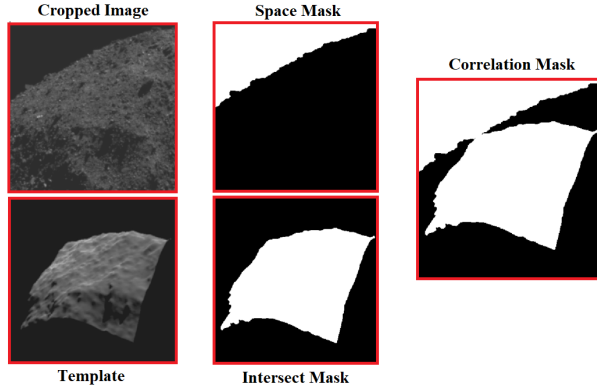 Cropped Image
Space Mask
Correlation Mask
Template
Intersect Mask